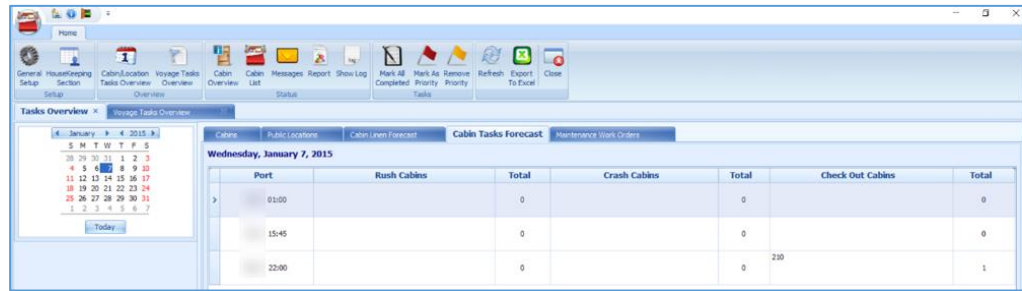 Home
General Setup HouseKeeping Section Cabin/Location Tasks Overview Voyage Tasks Overview Cabin Overview Cabin List Messages Report Show Log Mark All Completed Mark As Priority Remove Priority Refresh Export To Excel Close
Setup Overview Status Tasks
Tasks Overview × Voyage Tasks Overview
January 2015
S M T W T F S
28 29 30 31 1 2 3
4 5 6 7 8 9 10
11 12 13 14 15 16 17
18 19 20 21 22 23 24
25 26 27 28 29 30 31
1 2 3 4 5 6 7
Today
Cabins Public Locations Cabin Linen Forecast Cabin Tasks Forecast Maintenance Work Orders
Wednesday, January 7, 2015
Port Rush Cabins Total Crash Cabins Total Check Out Cabins Total
01:00 0 0 0
15:45 0 0 0
22:00 0 0 210 1